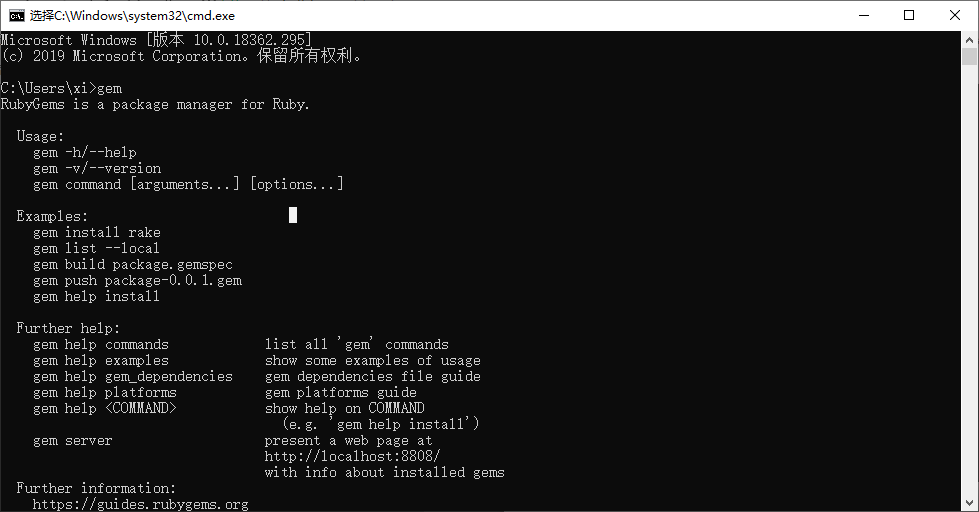 选择C:\Windows\system32\cmd.exe
Microsoft Windows [版本 10.0.18362.295]
(c) 2019 Microsoft Corporation。保留所有权利。
C:\Users\xi>gem
RubyGems is a package manager for Ruby.
Usage:
gem -h/--help
gem -v/--version
gem command [arguments...] [options...]
Examples:
gem install rake
gem list --local
gem build package.gemspec
gem push package-0.0.1.gem
gem help install
Further help:
gem help commands list all 'gem' commands
gem help examples show some examples of usage
gem help gem_dependencies gem dependencies file guide
gem help platforms gem platforms guide
gem help <COMMAND> show help on COMMAND
(e.g. 'gem help install')
gem server present a web page at
http://localhost:8808/
with info about installed gems
Further information:
https://guides.rubygems.org